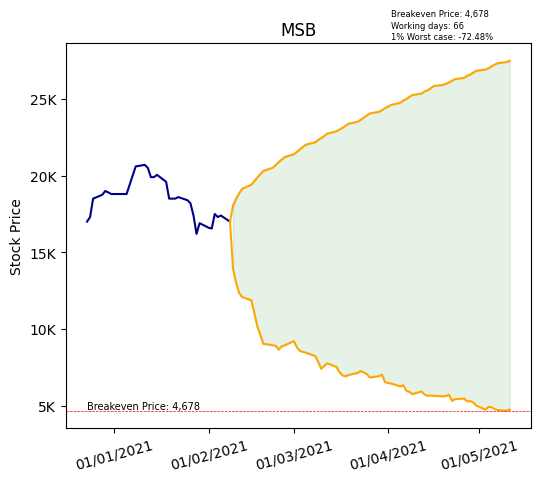 Breakeven Price: 4,678
Working days: 66
1% Worst case: -72.48%
MSB
Stock Price
25K
20K
15K
10K
5K
Breakeven Price: 4,678
01/01/2021
01/02/2021
01/03/2021
01/04/2021
01/05/2021